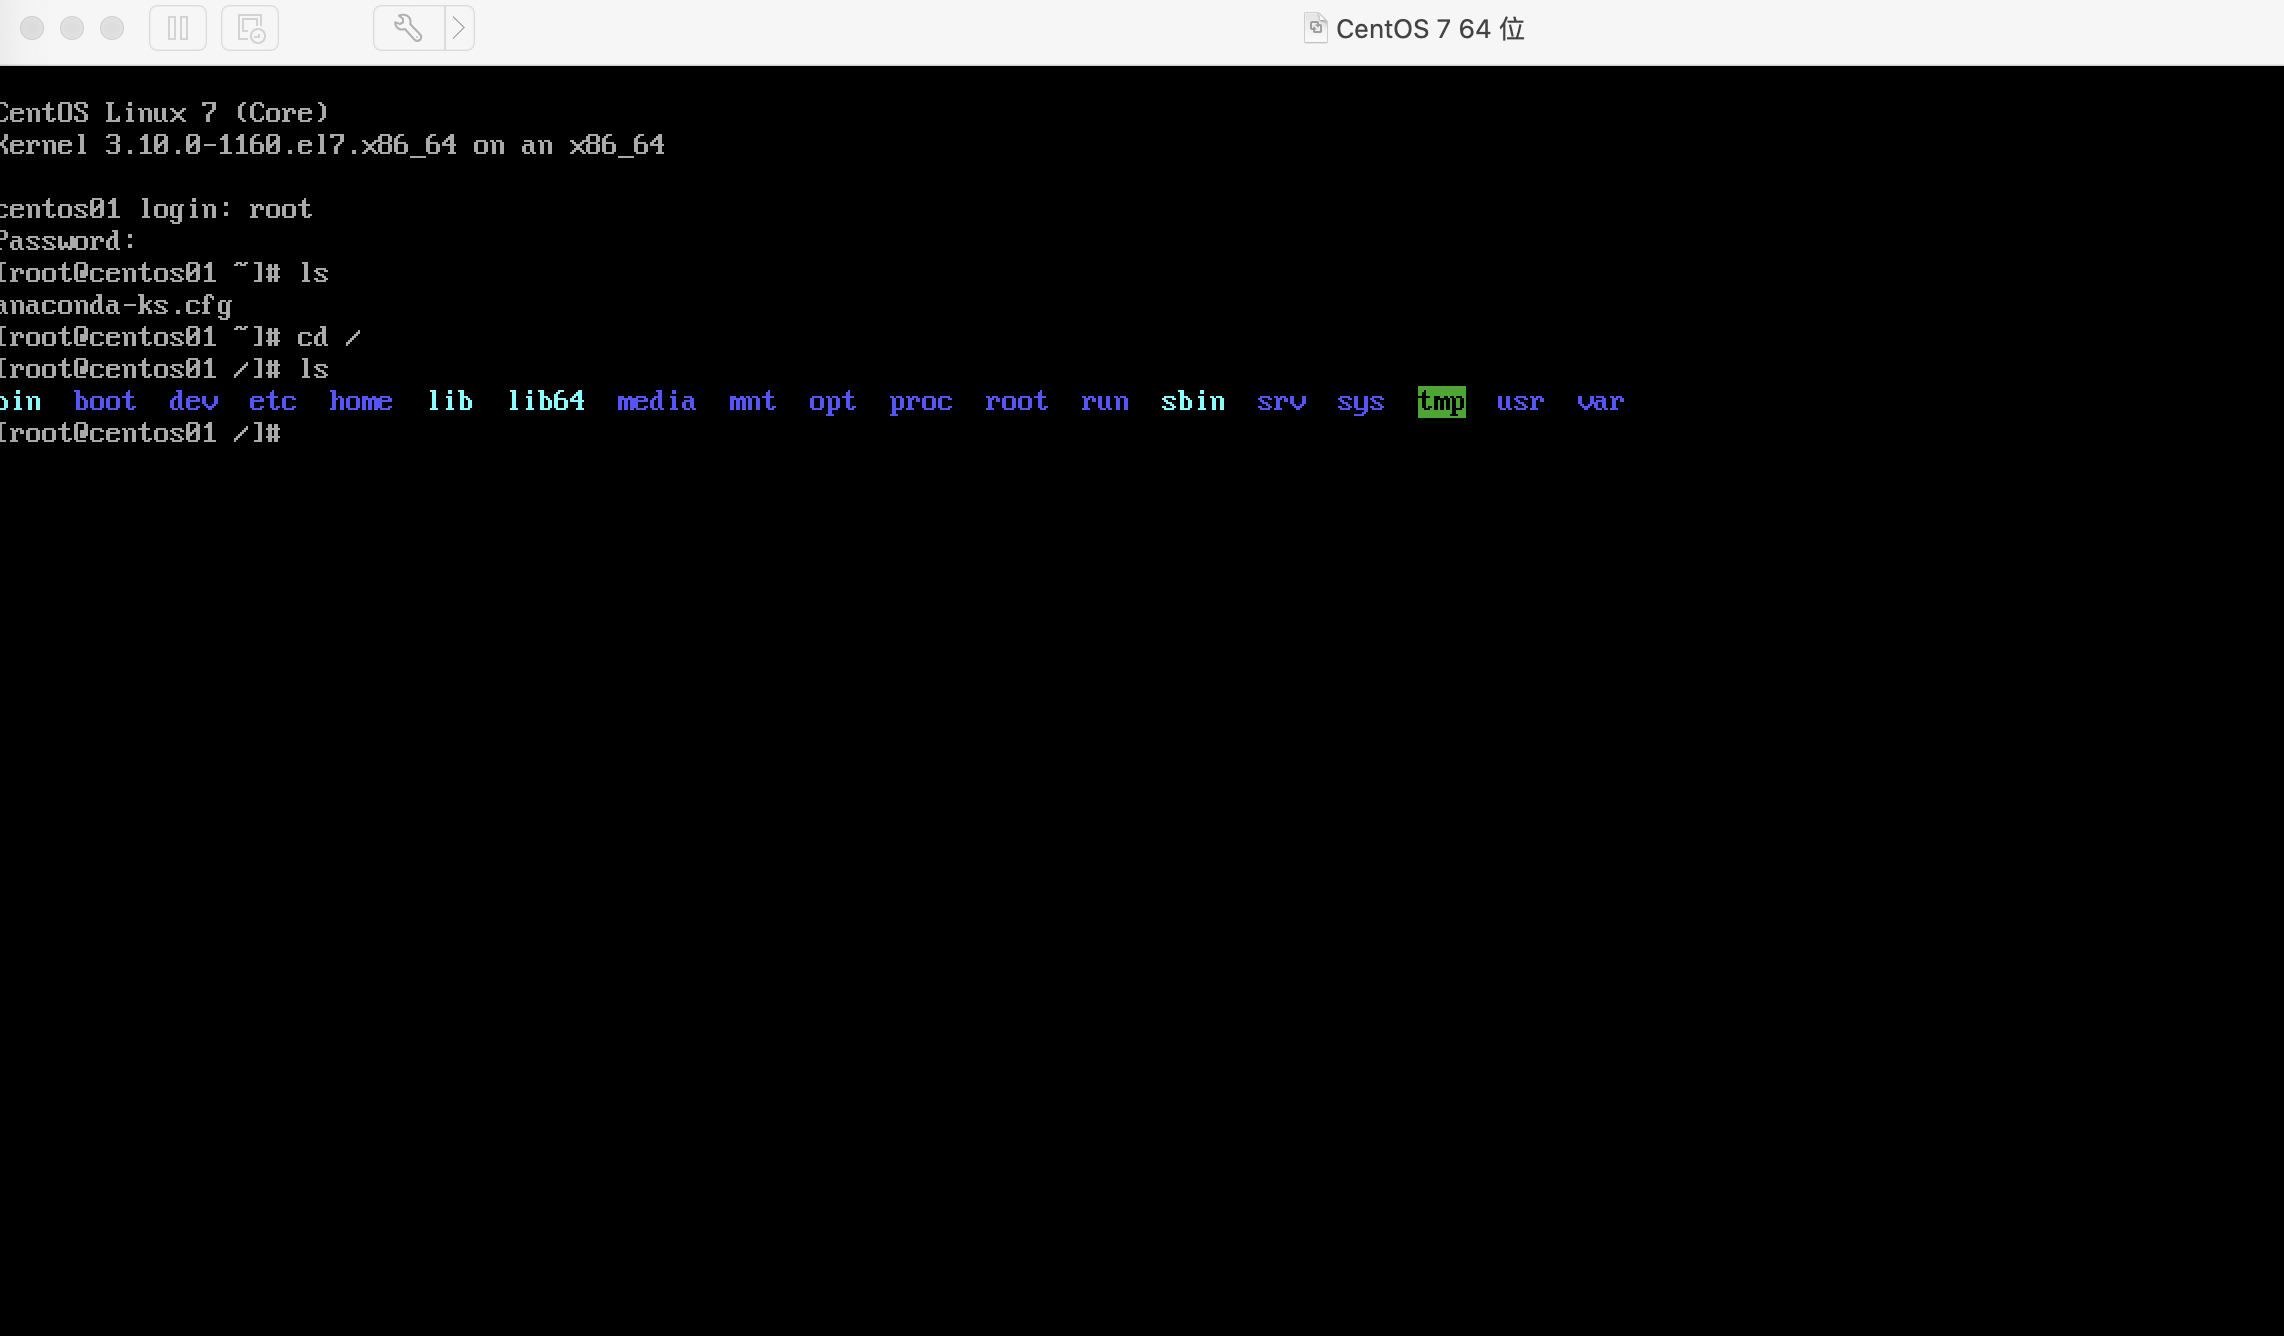 CentOS 7 64 位
CentOS Linux 7 (Core)
Kernel 3.10.0-1160.el7.x86_64 on an x86_64
centos01 login: root
Password:
[root@centos01 ~]# ls
anaconda-ks.cfg
[root@centos01 ~]# cd /
[root@centos01 /]# ls
bin  boot  dev  etc  home  lib  lib64  media  mnt  opt  proc  root  run  sbin  srv  sys  tmp  usr  var
[root@centos01 /]#